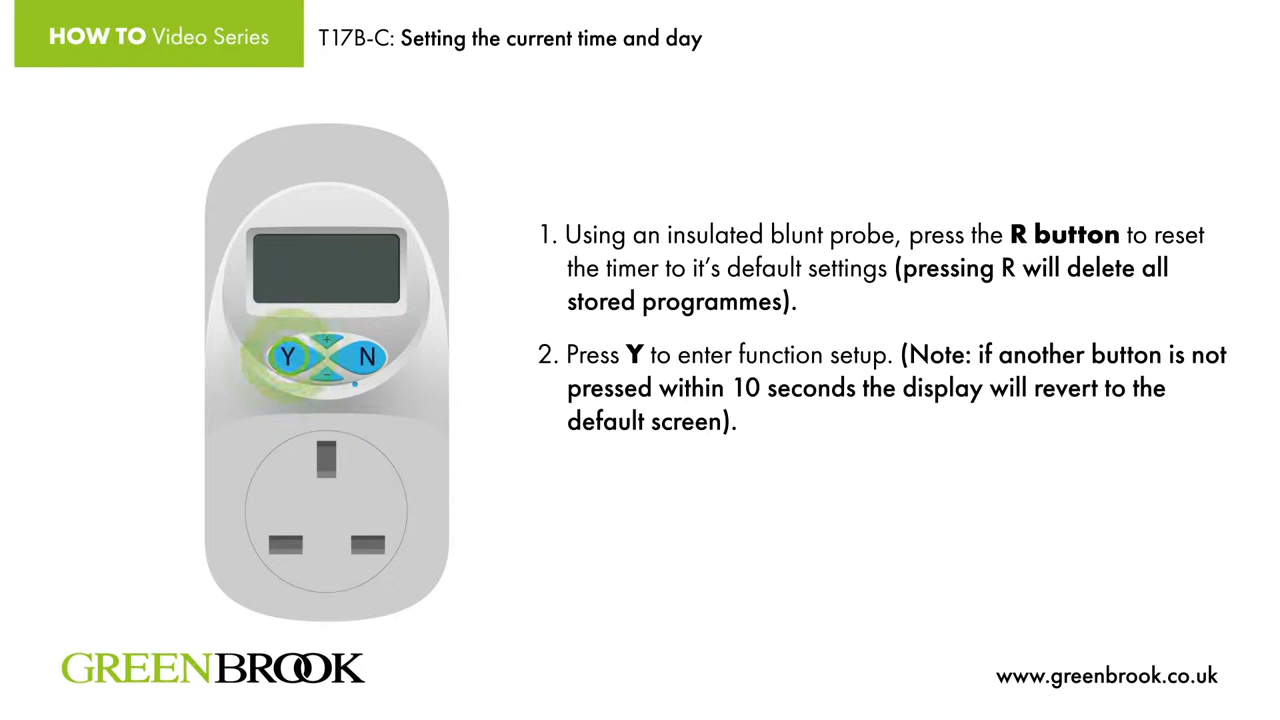 HOW TO Video Series
T17B-C: Setting the current time and day
1. Using an insulated blunt probe, press the R button to reset
the timer to it's default settings (pressing R will delete all
stored programmes).
2. Press Y to enter function setup. (Note: if another button is not
pressed within 10 seconds the display will revert to the
default screen).
+
Y N
−
GREENBROOK
www.greenbrook.co.uk